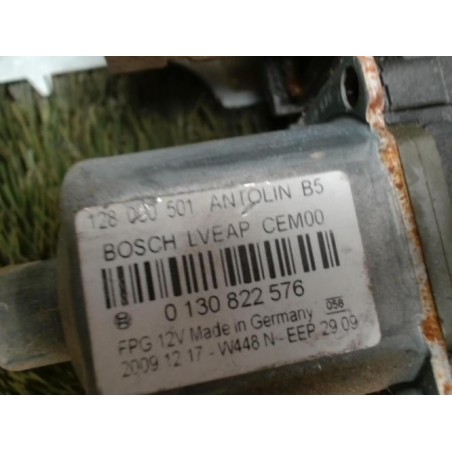 128 000 501 ANTOLIN B5
BOSCH LVEAP CEM00
0 130 822 576
FPG 12V Made in Germany 058
2009 12 17 - W448 N - EEP 29 09